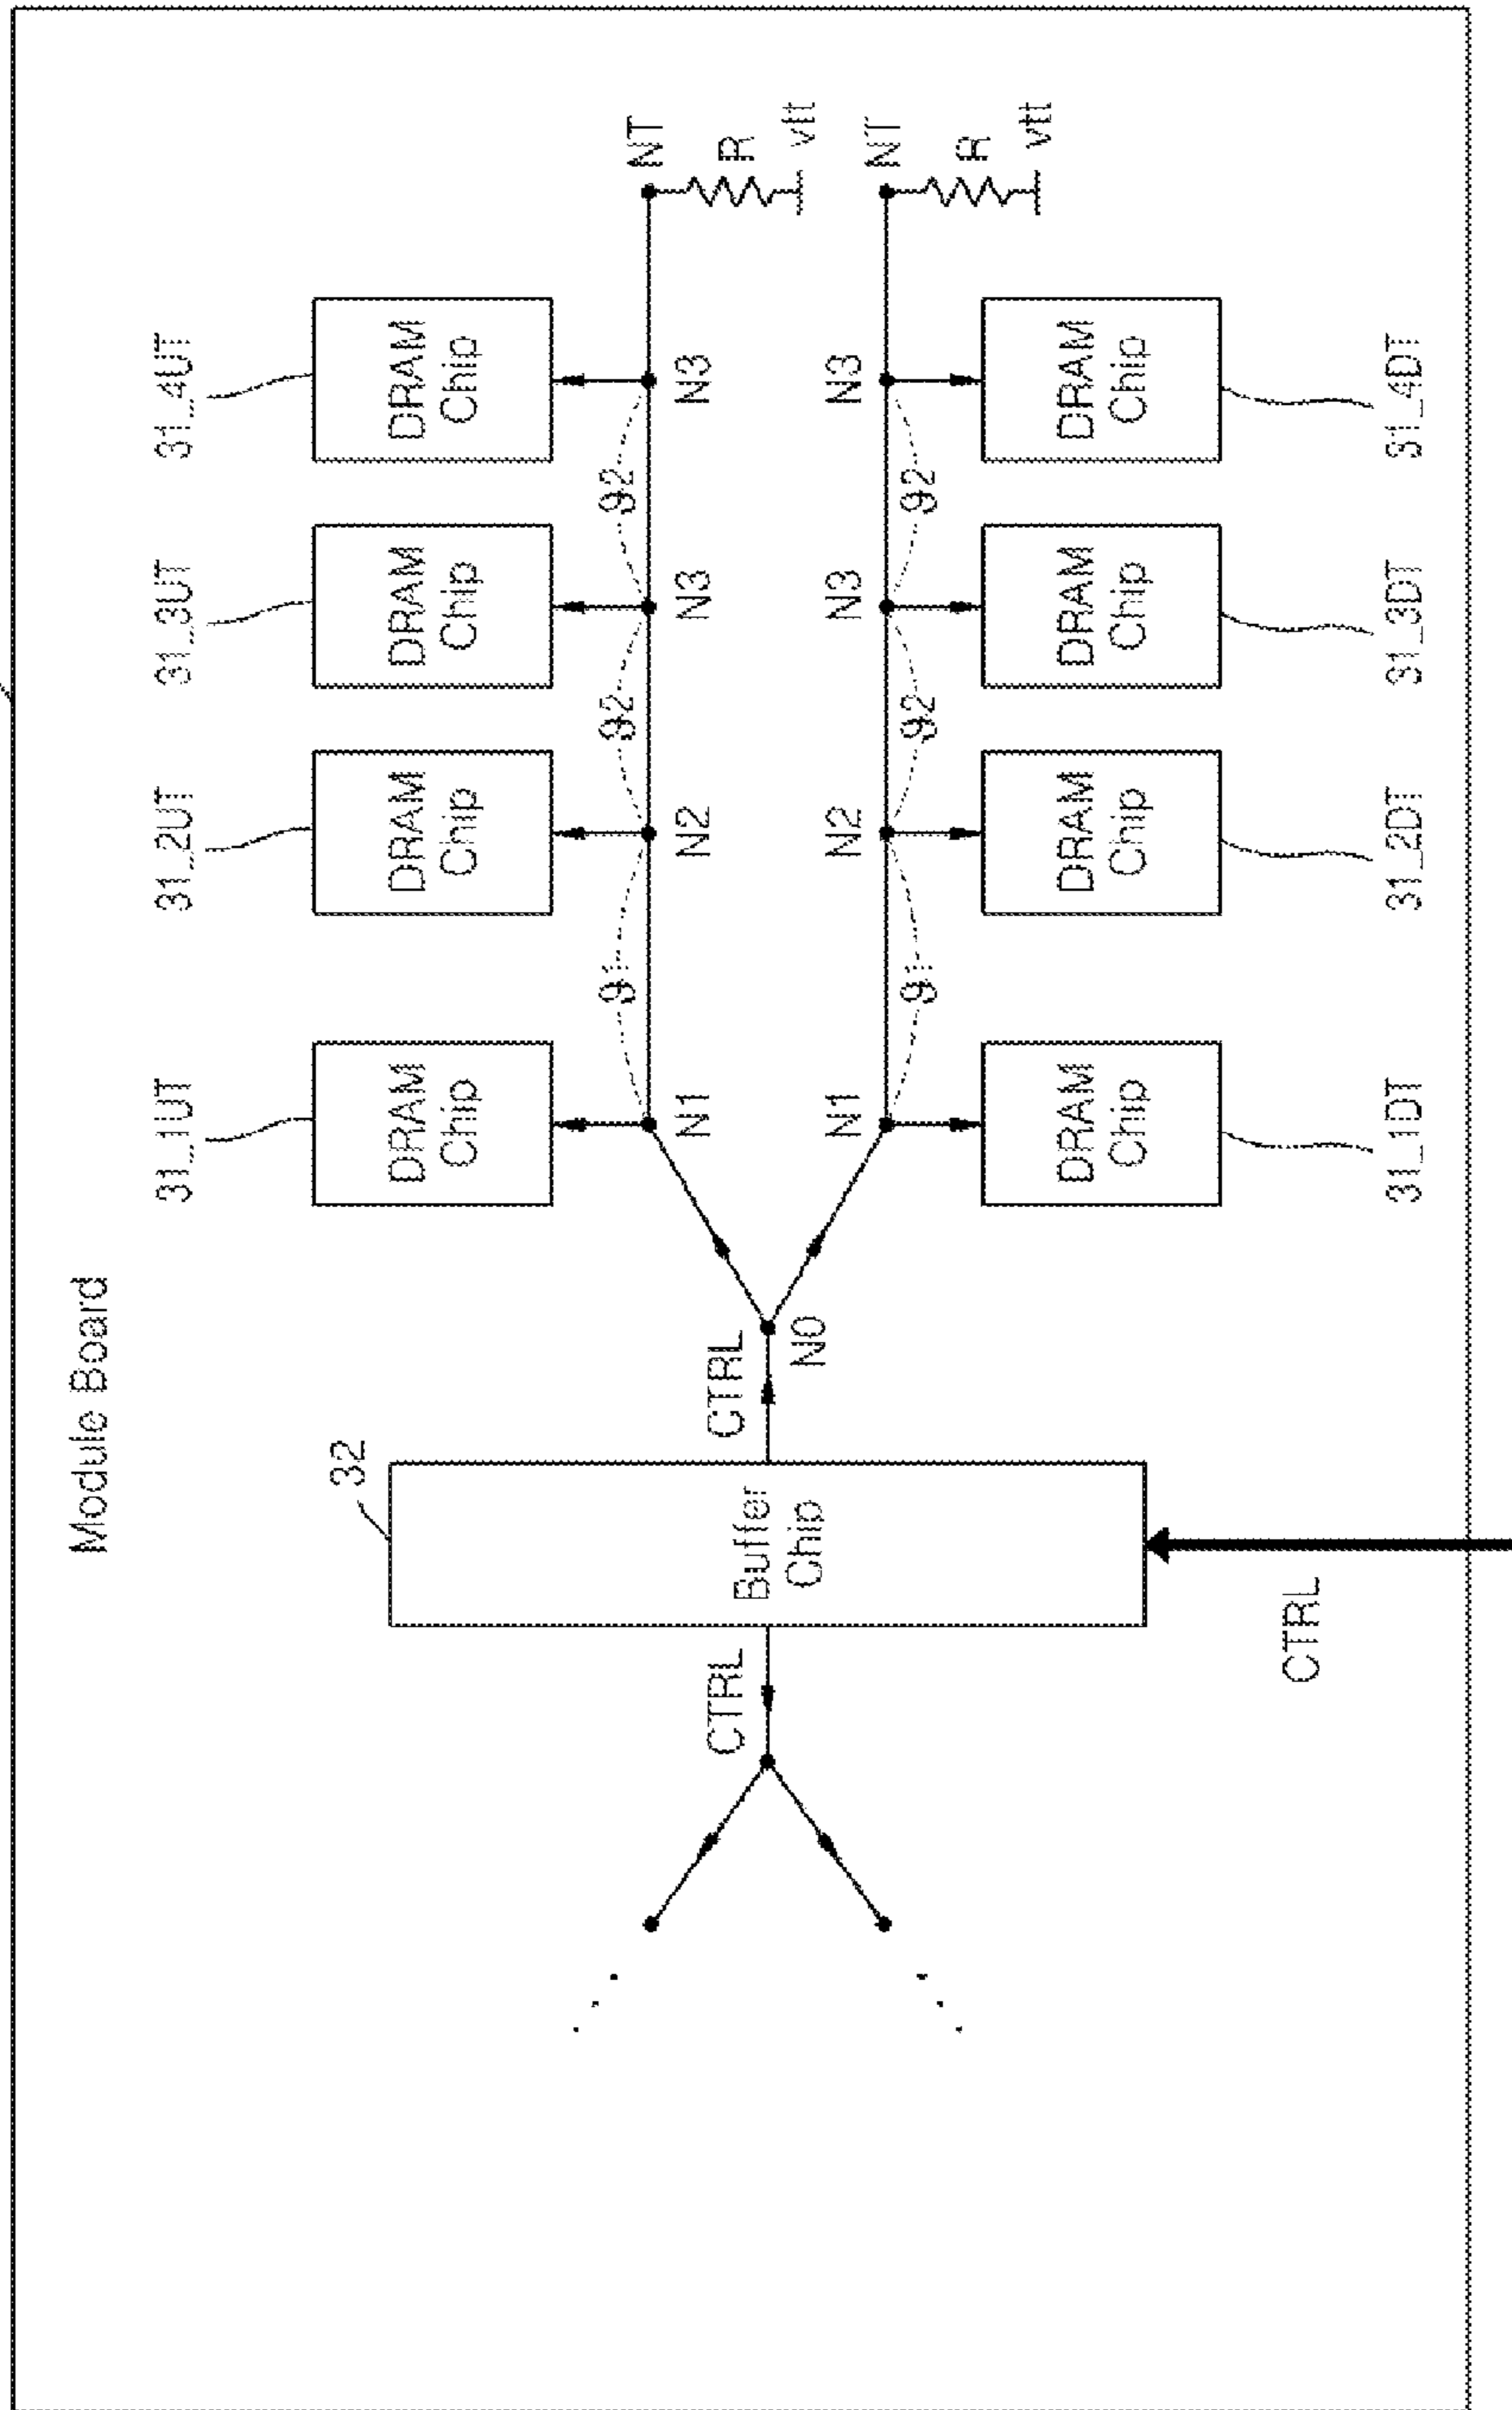 Module Board
31_1UT
31_2UT
31_3UT
31_4UT
DRAM
Chip
DRAM
Chip
DRAM
Chip
DRAM
Chip
91
92
92
NT
R
vtt
N1
N2
N3
N3
32
CTRL
Buffer
Chip
CTRL
N0
91
92
92
NT
R
vtt
N1
N2
N3
N3
DRAM
Chip
DRAM
Chip
DRAM
Chip
DRAM
Chip
31_1DT
31_2DT
31_3DT
31_4DT
CTRL